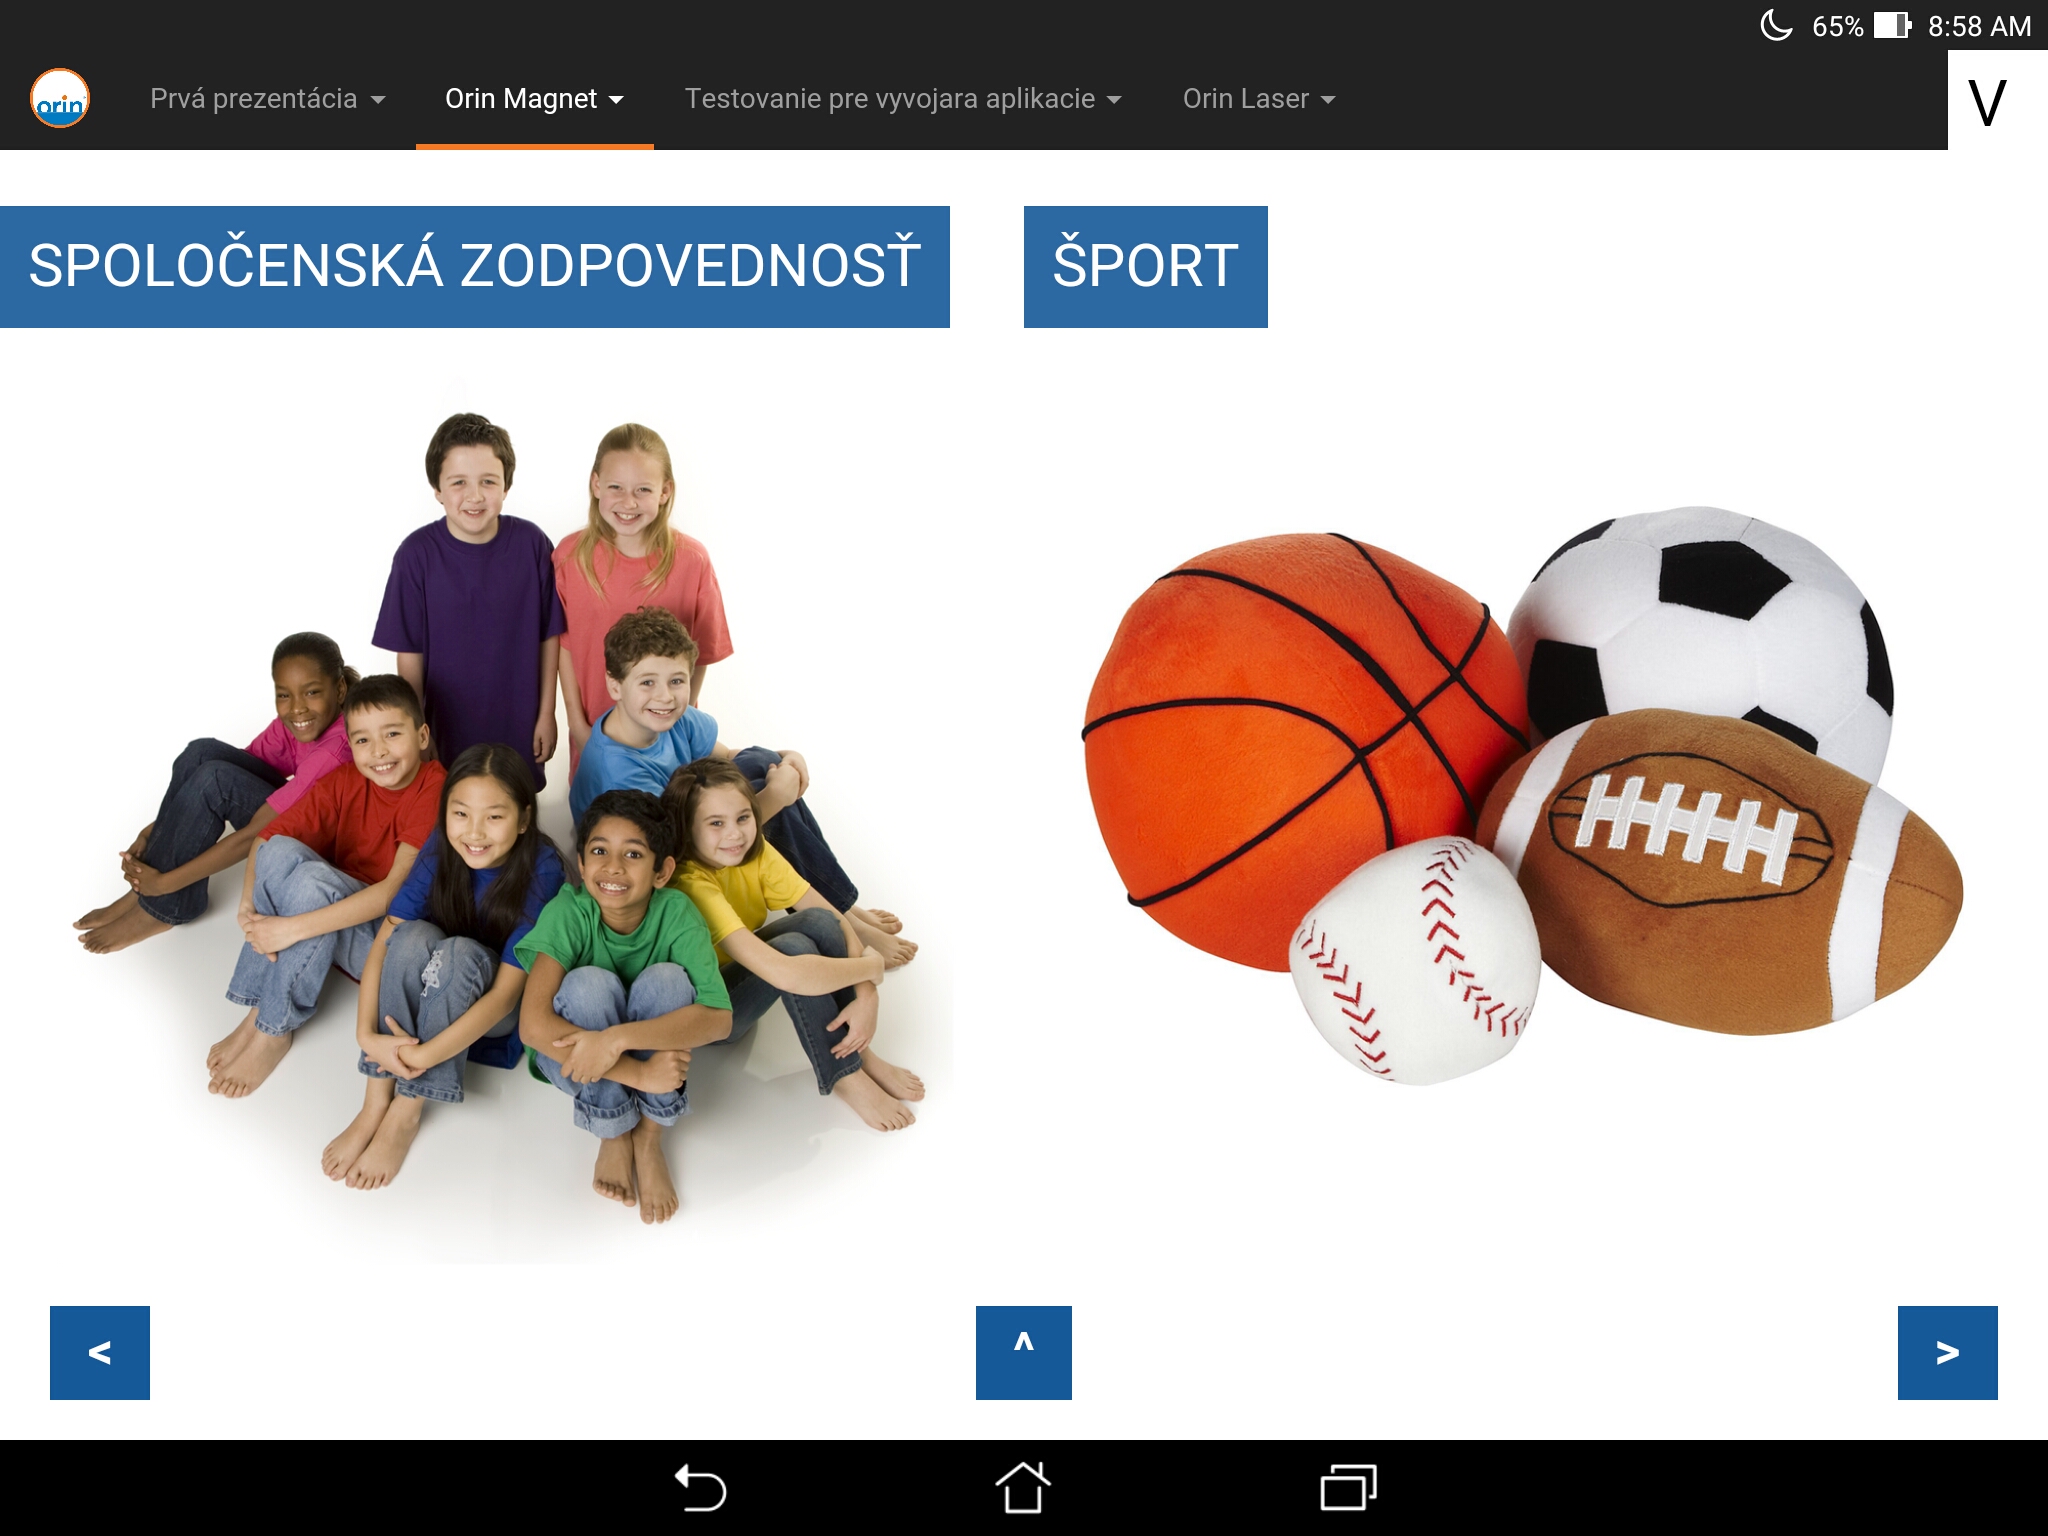 65% 8:58 AM
orin Prvá prezentácia Orin Magnet Testovanie pre vyvojara aplikacie Orin Laser V
SPOLOČENSKÁ ZODPOVEDNOSŤ ŠPORT
< ^ >